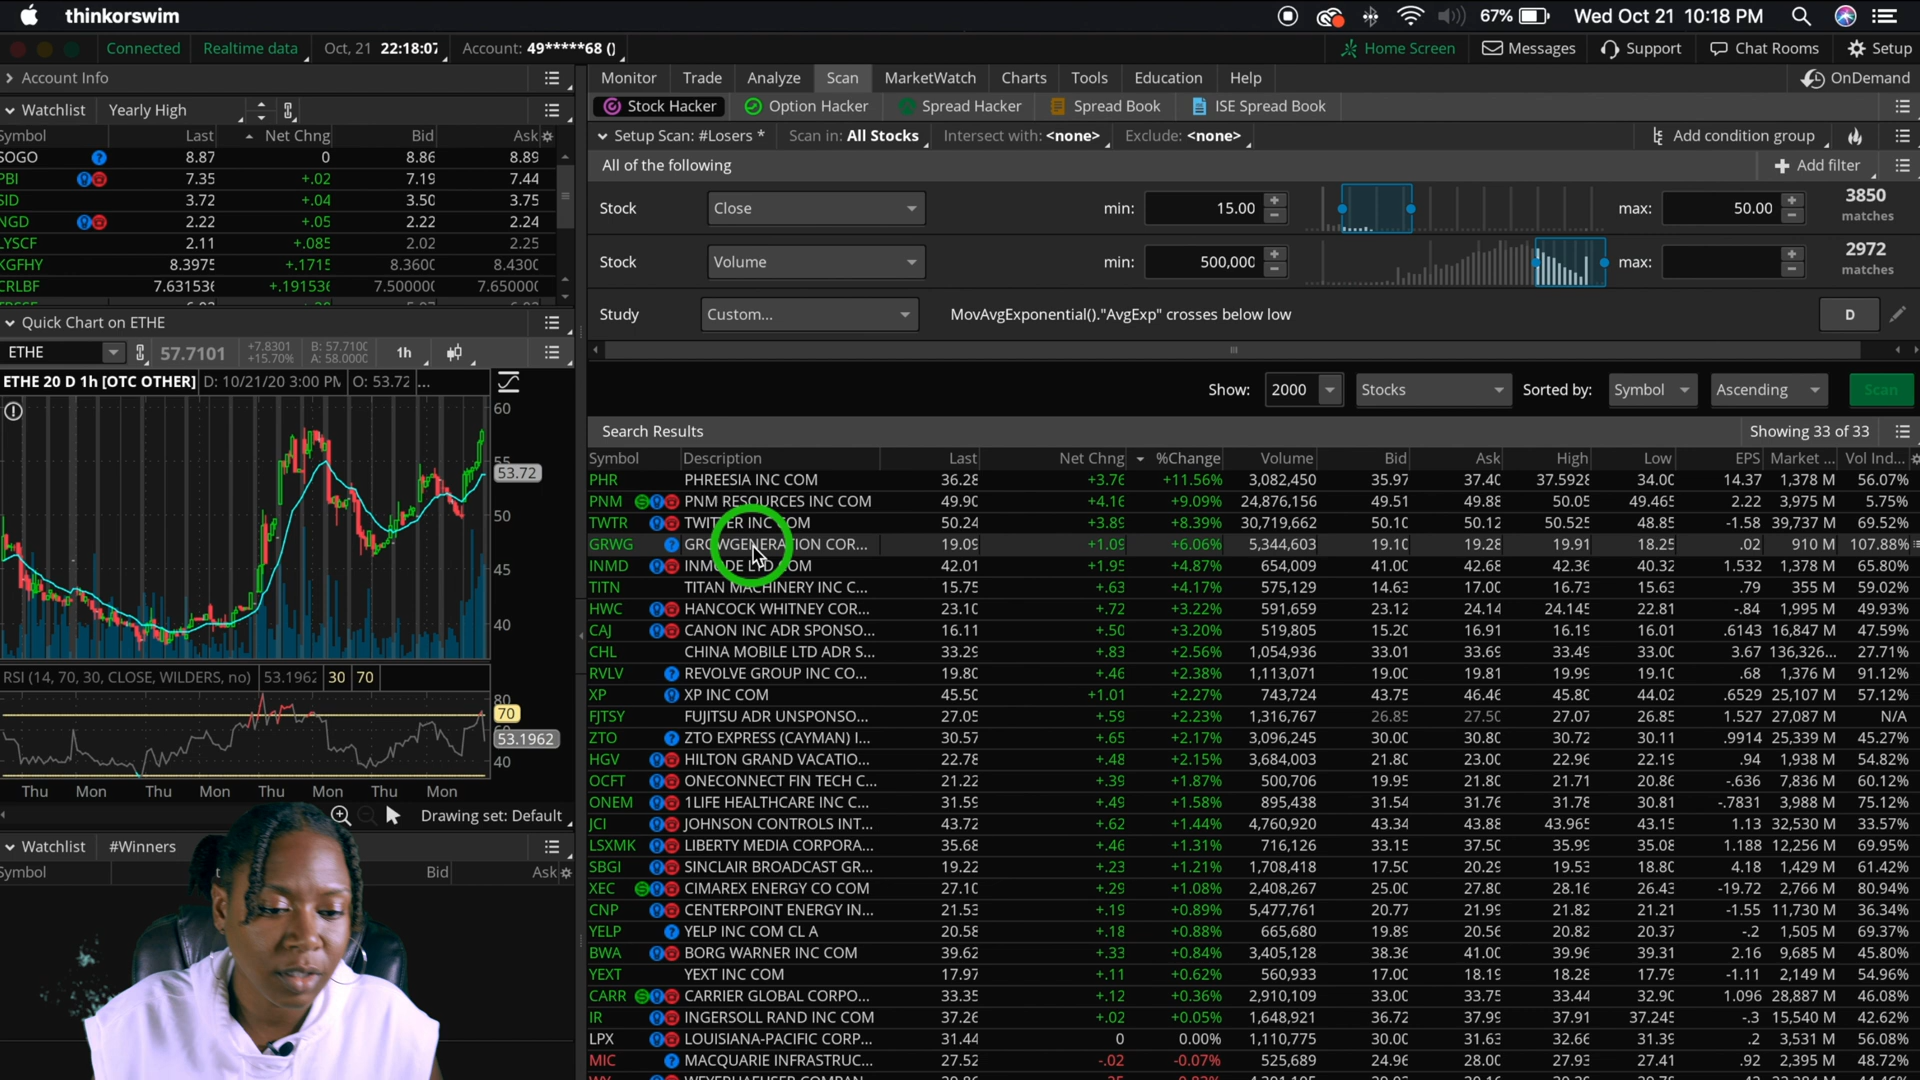 thinkorswim 67% Wed Oct 21 10:18 PM
Connected Realtime data Oct, 21 22:18:07 Account: 49*****68 () Home Screen Messages Support Chat Rooms Setup
Account Info
Monitor Trade Analyze Scan MarketWatch Charts Tools Education Help OnDemand
Watchlist Yearly High
Stock Hacker Option Hacker Spread Hacker Spread Book ISE Spread Book
Symbol Last Net Chng Bid Ask
Setup Scan: #Losers * Scan in: All Stocks Intersect with: <none> Exclude: <none> Add condition group
SOGO 8.87 0 8.86 8.89
PBI 7.35 +.02 7.19 7.44
SID 3.72 +.04 3.50 3.75
NGD 2.22 +.05 2.22 2.24
LYSCF 2.11 +.085 2.02 2.25
KGFHY 8.3975 +.1715 8.3600 8.4300
CRLBF 7.631536 +.191536 7.500000 7.650000
All of the following Add filter
Stock Close min: 15.00 max: 50.00 3850 matches
Stock Volume min: 500,000 max: 2972 matches
Study Custom... MovAvgExponential()."AvgExp" crosses below low D
Quick Chart on ETHE
ETHE 57.7101 +7.8301 +15.70% B: 57.7100 A: 58.0000 1h
ETHE 20 D 1h [OTC OTHER] D: 10/21/20 3:00 PM O: 53.72 ...
60
55
53.72
50
45
40
RSI (14, 70, 30, CLOSE, WILDERS, no) 53.1962 30 70
80
70
53.1962
40
Thu Mon Thu Mon Thu Mon Thu Mon
Drawing set: Default
Watchlist #Winners
Symbol t Bid Ask
Show: 2000 Stocks Sorted by: Symbol Ascending Scan
Search Results Showing 33 of 33
Symbol Description Last Net Chng %Change Volume Bid Ask High Low EPS Market ... Vol Ind...
PHR PHREESIA INC COM 36.28 +3.76 +11.56% 3,082,450 35.97 37.40 37.5928 34.00 14.37 1,378 M 56.07%
PNM PNM RESOURCES INC COM 49.90 +4.16 +9.09% 24,876,156 49.51 49.88 50.05 49.465 2.22 3,975 M 5.75%
TWTR TWITTER INC COM 50.24 +3.89 +8.39% 30,719,662 50.10 50.12 50.525 48.85 -1.58 39,737 M 69.52%
GRWG GROWGENERATION COR... 19.09 +1.09 +6.06% 5,344,603 19.10 19.28 19.91 18.25 .02 910 M 107.88%
INMD INMODE LTD COM 42.01 +1.95 +4.87% 654,009 41.00 42.68 42.36 40.32 1.532 1,378 M 65.80%
TITN TITAN MACHINERY INC C... 15.75 +.63 +4.17% 575,129 14.63 17.00 16.73 15.63 .79 355 M 59.02%
HWC HANCOCK WHITNEY COR... 23.10 +.72 +3.22% 591,659 23.12 24.14 24.145 22.81 -.84 1,995 M 49.93%
CAJ CANON INC ADR SPONSO... 16.11 +.50 +3.20% 519,805 15.20 16.91 16.19 16.01 .6143 16,847 M 47.59%
CHL CHINA MOBILE LTD ADR S... 33.29 +.83 +2.56% 1,054,936 33.01 33.69 33.49 33.00 3.67 136,326... 27.71%
RVLV REVOLVE GROUP INC CO... 19.80 +.46 +2.38% 1,113,071 19.00 19.81 19.99 19.10 .68 1,376 M 91.12%
XP XP INC COM 45.50 +1.01 +2.27% 743,724 43.75 46.46 45.80 44.02 .6529 25,107 M 57.12%
FJTSY FUJITSU ADR UNSPONSO... 27.05 +.59 +2.23% 1,316,767 26.85 27.50 27.07 26.85 1.527 27,087 M N/A
ZTO ZTO EXPRESS (CAYMAN) I... 30.57 +.65 +2.17% 3,096,245 30.00 30.80 30.72 30.11 .9914 25,339 M 45.27%
HGV HILTON GRAND VACATIO... 22.78 +.48 +2.15% 3,684,003 21.80 23.00 22.96 22.19 .94 1,938 M 54.82%
OCFT ONECONNECT FIN TECH C... 21.22 +.39 +1.87% 500,706 19.95 21.80 21.71 20.86 -.636 7,836 M 60.12%
ONEM 1LIFE HEALTHCARE INC C... 31.59 +.49 +1.58% 895,438 31.54 31.76 31.78 30.81 -.7831 3,988 M 75.12%
JCI JOHNSON CONTROLS INT... 43.72 +.62 +1.44% 4,760,920 43.34 43.88 43.965 43.15 1.13 32,530 M 33.57%
LSXMK LIBERTY MEDIA CORPORA... 35.68 +.46 +1.31% 716,126 33.15 37.50 35.99 35.08 1.188 12,256 M 69.95%
SBGI SINCLAIR BROADCAST GR... 19.22 +.23 +1.21% 1,708,418 17.50 20.29 19.53 18.80 4.18 1,429 M 61.42%
XEC CIMAREX ENERGY CO COM 27.10 +.29 +1.08% 2,408,267 25.00 27.80 28.16 26.43 -19.72 2,766 M 80.94%
CNP CENTERPOINT ENERGY IN... 21.53 +.19 +0.89% 5,477,761 20.77 21.99 21.82 21.21 -1.55 11,730 M 36.34%
YELP YELP INC COM CL A 20.58 +.18 +0.88% 665,680 19.89 20.56 20.82 20.37 -.2 1,505 M 69.37%
BWA BORG WARNER INC COM 39.62 +.33 +0.84% 3,405,128 38.36 41.00 39.96 39.31 2.16 9,685 M 45.80%
YEXT YEXT INC COM 17.97 +.11 +0.62% 560,933 17.00 18.19 18.28 17.79 -1.11 2,149 M 54.96%
CARR CARRIER GLOBAL CORPO... 33.35 +.12 +0.36% 2,910,109 33.00 33.75 33.44 32.90 1.096 28,887 M 46.08%
IR INGERSOLL RAND INC COM 37.26 +.02 +0.05% 1,648,921 36.72 37.99 37.91 37.245 -.3 15,540 M 42.62%
LPX LOUISIANA-PACIFIC CORP... 31.44 0 0.00% 1,110,775 30.00 31.63 32.66 31.39 .2 3,531 M 56.08%
MIC MACQUARIE INFRASTRUC... 27.52 -.02 -0.07% 525,689 24.96 28.00 27.93 27.41 .92 2,395 M 48.72%